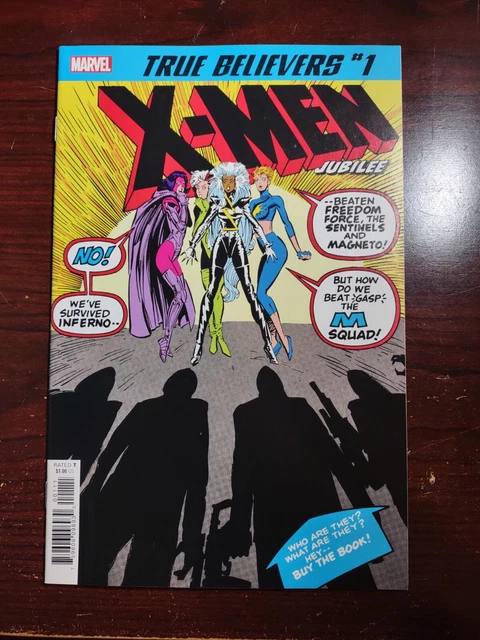 MARVEL
TRUE BELIEVERS #1
X-MEN
JUBILEE
NO!
WE'VE
SURVIVED
INFERNO--
--BEATEN
FREEDOM
FORCE, THE
SENTINELS
AND
MAGNETO!
BUT HOW
DO WE
BEAT *GASP*
THE
M
SQUAD!
RATED T
$1.00 US
00111
WHO ARE THEY?
WHAT ARE THEY?
HEY--
BUY THE BOOK!